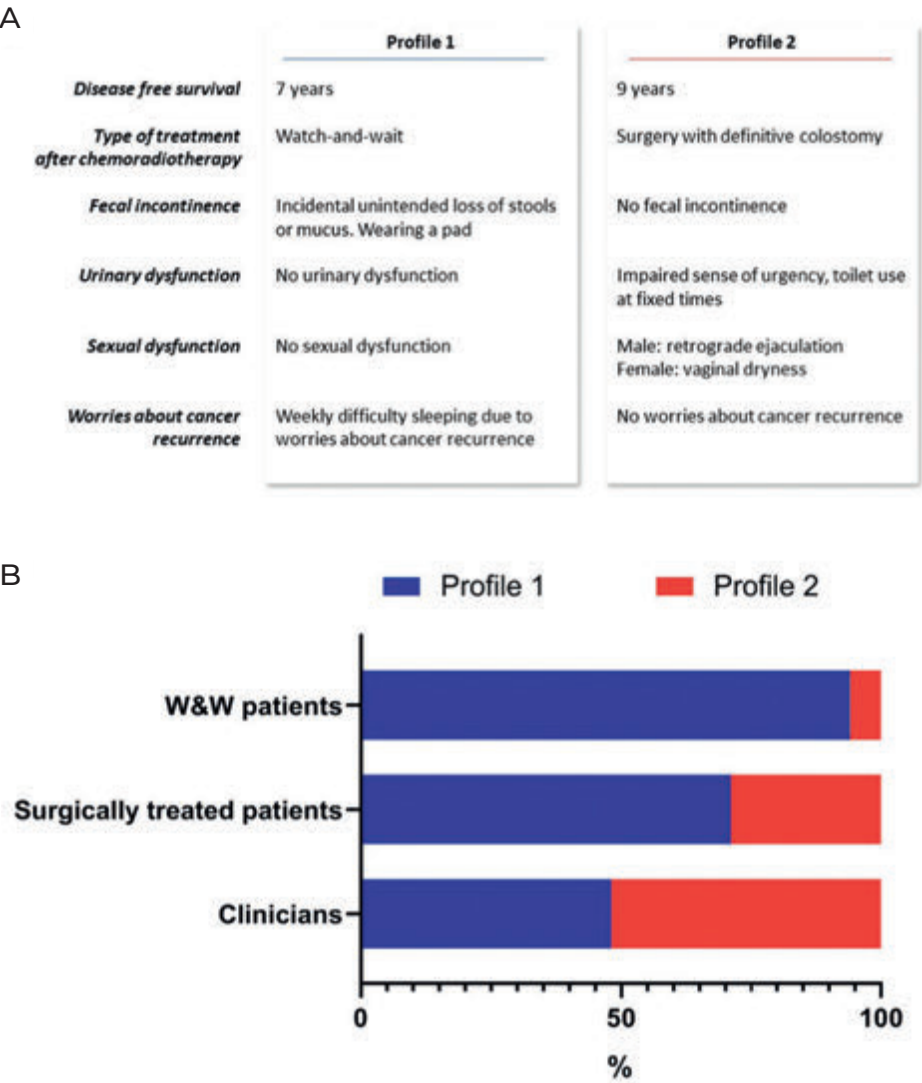 A
Profile 1
Profile 2
Disease free survival
7 years
9 years
Type of treatment
after chemoradiotherapy
Watch-and-wait
Surgery with definitive colostomy
Fecal incontinence
Incidental unintended loss of stools
or mucus. Wearing a pad
No fecal incontinence
Urinary dysfunction
No urinary dysfunction
Impaired sense of urgency, toilet use
at fixed times
Sexual dysfunction
No sexual dysfunction
Male: retrograde ejaculation
Female: vaginal dryness
Worries about cancer
recurrence
Weekly difficulty sleeping due to
worries about cancer recurrence
No worries about cancer recurrence
B
Profile 1
Profile 2
W&W patients
Surgically treated patients
Clinicians
0
50
100
%